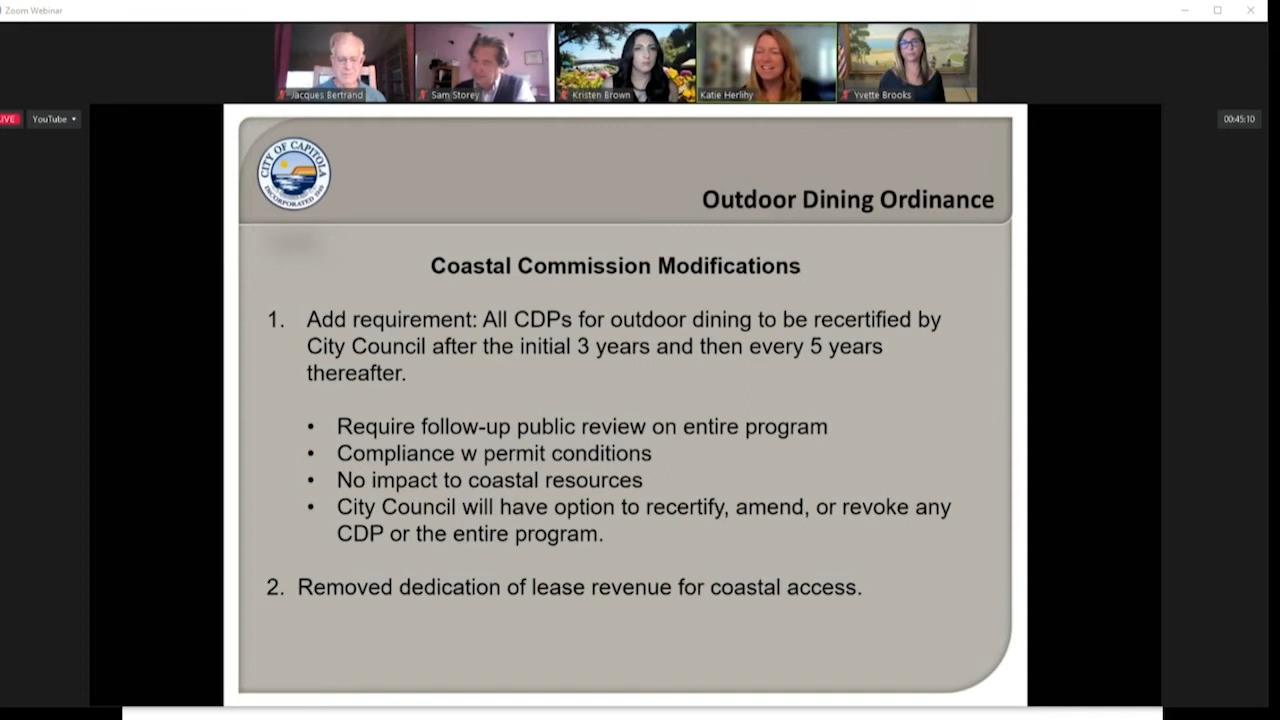 Zoom Webinar
Jacques Bertrand
Sam Storey
Kristen Brown
Katie Herlihy
Yvette Brooks
LIVE
YouTube
00:45:10
CITY OF CAPITOLA
INCORPORATED 1949
Outdoor Dining Ordinance
Coastal Commission Modifications
1. Add requirement: All CDPs for outdoor dining to be recertified by
City Council after the initial 3 years and then every 5 years
thereafter.
• Require follow-up public review on entire program
• Compliance w permit conditions
• No impact to coastal resources
• City Council will have option to recertify, amend, or revoke any
CDP or the entire program.
2. Removed dedication of lease revenue for coastal access.